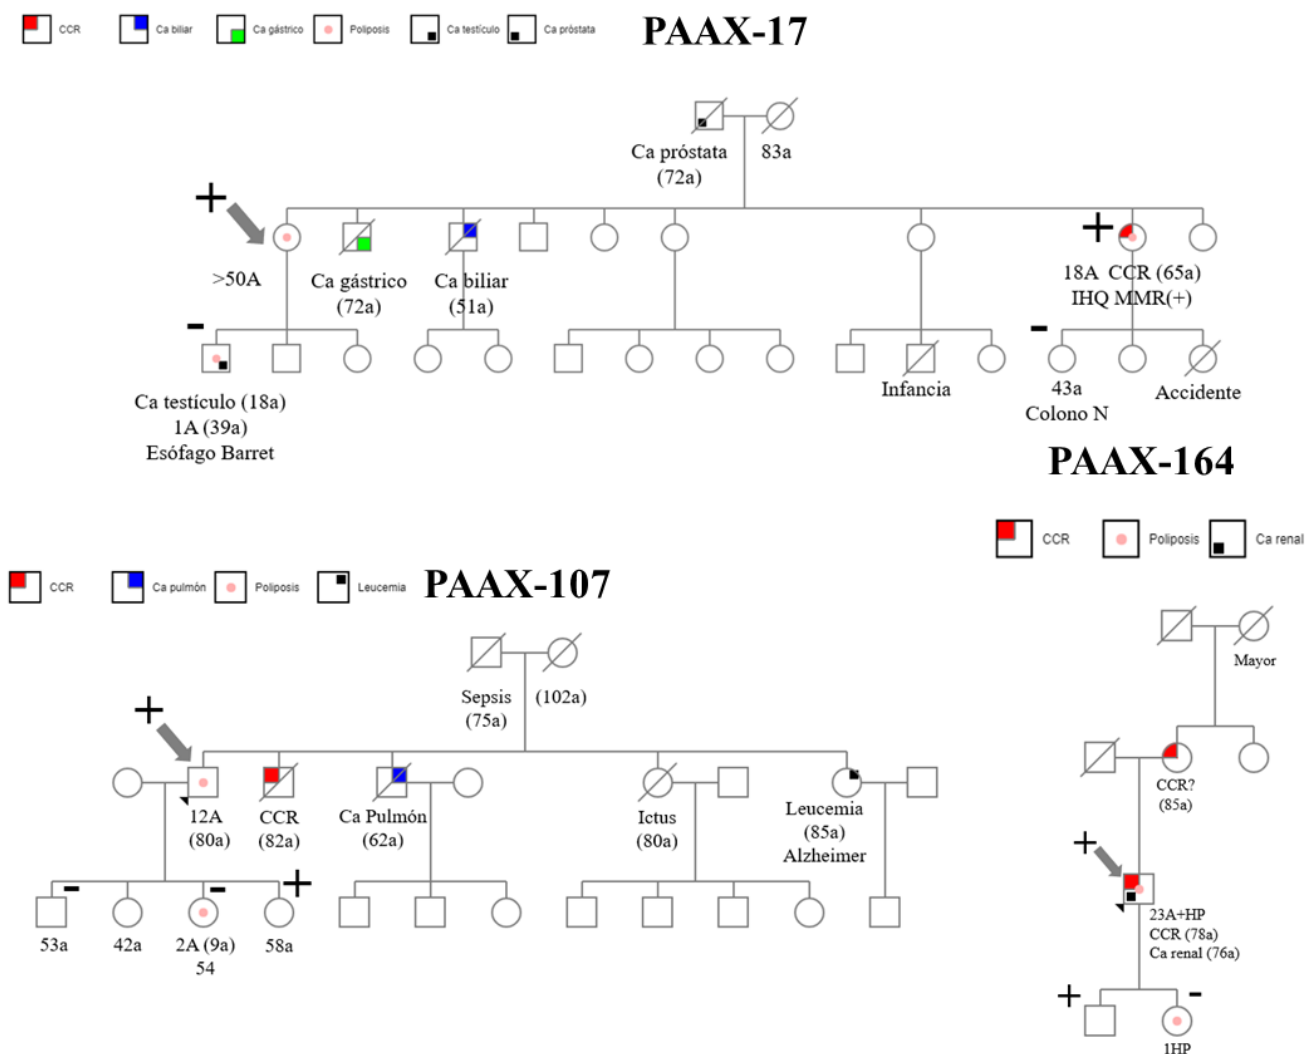 CCR
Ca biliar
Ca gástrico
Poliposis
Ca testículo
Ca próstata
PAAX-17
Ca próstata
(72a)
83a
+
>50A
Ca gástrico
(72a)
Ca biliar
(51a)
+
18A CCR (65a)
IHQ MMR(+)
-
Ca testículo (18a)
1A (39a)
Esófago Barret
Infancia
-
43a
Colono N
Accidente
PAAX-164
CCR
Poliposis
Ca renal
Mayor
CCR?
(85a)
+
23A+HP
CCR (78a)
Ca renal (76a)
+
-
1HP
CCR
Ca pulmón
Poliposis
Leucemia
PAAX-107
Sepsis
(75a)
(102a)
+
12A
(80a)
CCR
(82a)
Ca Pulmón
(62a)
Ictus
(80a)
Leucemia
(85a)
Alzheimer
-
-
+
53a
42a
2A (9a)
54
58a